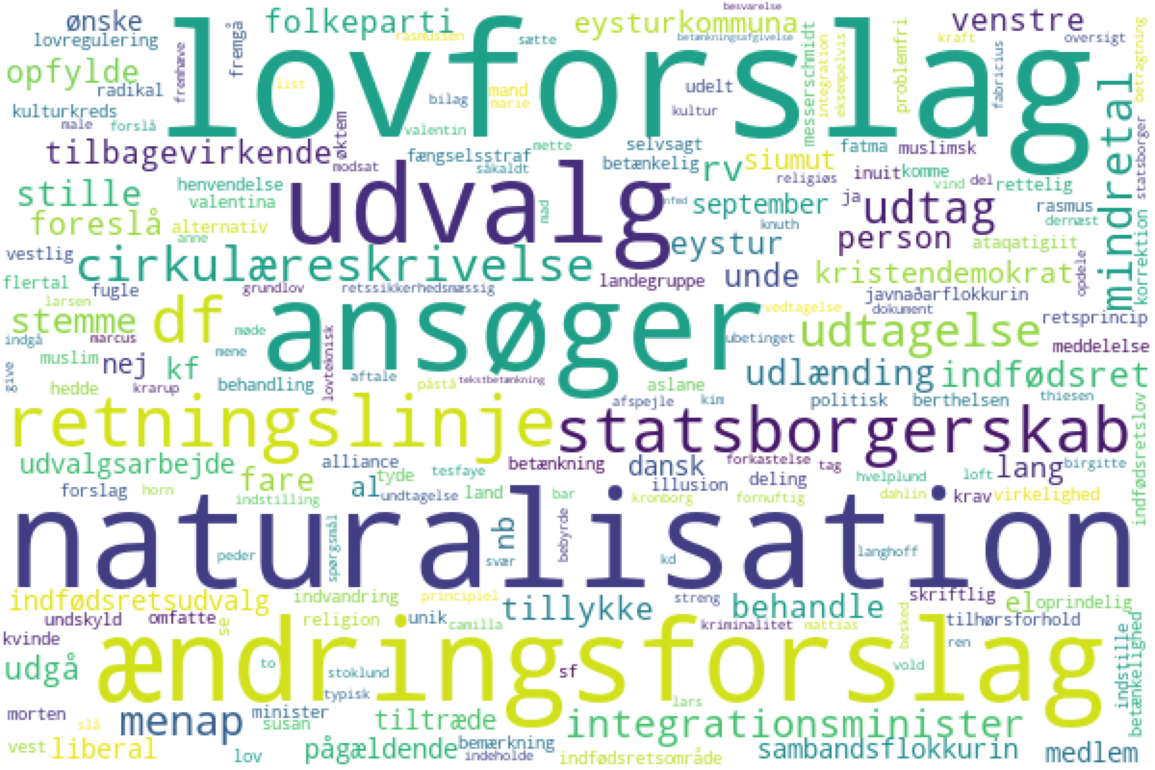 ønske folkeparti eysturkommuna besvarelse venstre
lovregulering fremgå rasmussen sætte betænkningsafgivelse kraft oversigt
lovforslag
opfylde fremhæve list mand bilag udelt messerschmidt integration eksempelvis problemfri fabricius betragtning
radikal marie kultur
kulturkreds
male forslå valentin mette selvsagt fatma muslimsk statsborger
tilbagevirkende øktem fængselsstraf betænkelig rv siumut inuit komme mindretal
modsat såkaldt religiøs vind del rettelig
stille henvendelse udvalg nfmd september ja udtag rasmus
valentina mad dernæst
foreslå alternativ knuth person ataqatigiit
anne eystur
vestlig cirkulæreskrivelse landegruppe unde kristendemokrat opdele korrektion
flertal fugle grundlov retssikkerhedsmæssig javnaðarflokkurin
larsen vedtagelse dokument
stemme df ansøger udtagelse retsprincip
indgå marcus møde ubetinget meddelelse
muslim nej kf mene lovteknisk
give hedde krarup behandling aftale påstå tekstbetænkning aslane udlænding indfødsret
retningslinje afspejle kim politisk berthelsen thiesen
statsborgerskab
udvalgsarbejde alliance tyde tesfaye betænkning dansk forkastelse tag hvelplund loft lang birgitte indfødsretslov
fare illusion deling
forslag horn indstilling al undtagelse land bar kronborg fornuftig dahlin krav virkelighed
naturalisation
peder spørgsmål svær nb bebyrde kd langhoff
indfødsretsudvalg indvandring principiel streng skriftlig el oprindelig
undskyld omfatte religion unik tillykke behandle tilhørsforhold
kvinde se camilla kriminalitet mattias besked ren
ændringsforslag
udgå to stoklund sf vold indstille betænkelighed
typisk
morten slå menap minister susan tiltræde lars integrationsminister
vest liberal lov pågældende bemærkning indeholde indfødsretsområde sambandsflokkurin medlem